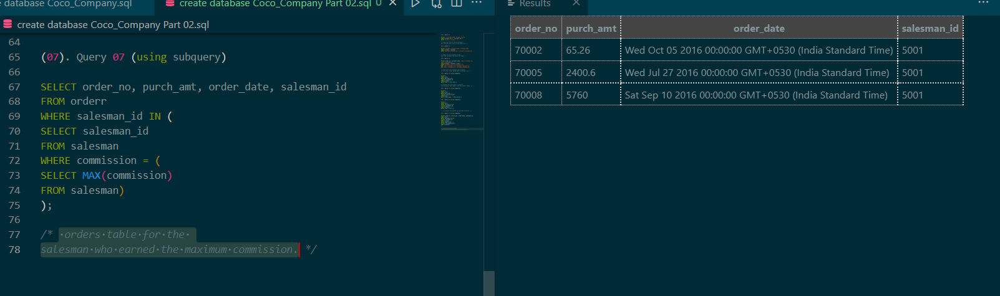 e database Coco_Company.sql
create database Coco_Company Part 02.sql U
create database Coco_Company Part 02.sql
64
65 (07). Query 07 (using subquery)
66
67 SELECT order_no, purch_amt, order_date, salesman_id
68 FROM orderr
69 WHERE salesman_id IN (
70 SELECT salesman_id
71 FROM salesman
72 WHERE commission = (
73 SELECT MAX(commission)
74 FROM salesman)
75 );
76
77 /* orders table for the
78 salesman who earned the maximum commission. */
Results
order_no purch_amt order_date salesman_id
70002 65.26 Wed Oct 05 2016 00:00:00 GMT+0530 (India Standard Time) 5001
70005 2400.6 Wed Jul 27 2016 00:00:00 GMT+0530 (India Standard Time) 5001
70008 5760 Sat Sep 10 2016 00:00:00 GMT+0530 (India Standard Time) 5001